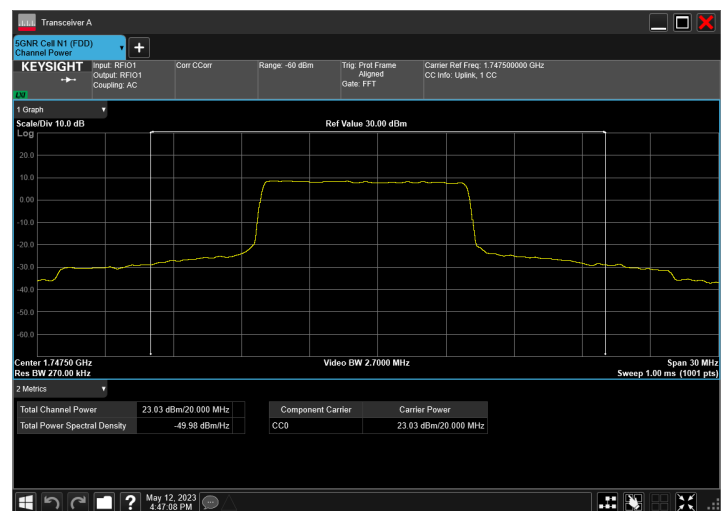 Transceiver A
5GNR Cell N1 (FDD)
Channel Power
KEYSIGHT
LXI
Input: RFIO1
Output: RFIO1
Coupling: AC
Corr CCorr
Range: -60 dBm
Trig: Prot Frame
Aligned
Gate: FFT
Carrier Ref Freq: 1.747500000 GHz
CC Info: Uplink, 1 CC
1 Graph
Scale/Div 10.0 dB
Ref Value 30.00 dBm
Log
20.0
10.0
0.00
-10.0
-20.0
-30.0
-40.0
-50.0
-60.0
Center 1.74750 GHz
Video BW 2.7000 MHz
Span 30 MHz
Res BW 270.00 kHz
Sweep 1.00 ms (1001 pts)
2 Metrics
Total Channel Power 23.03 dBm/20.000 MHz
Total Power Spectral Density -49.98 dBm/Hz
Component Carrier Carrier Power
CC0 23.03 dBm/20.000 MHz
?
May 12, 2023
4:47:08 PM